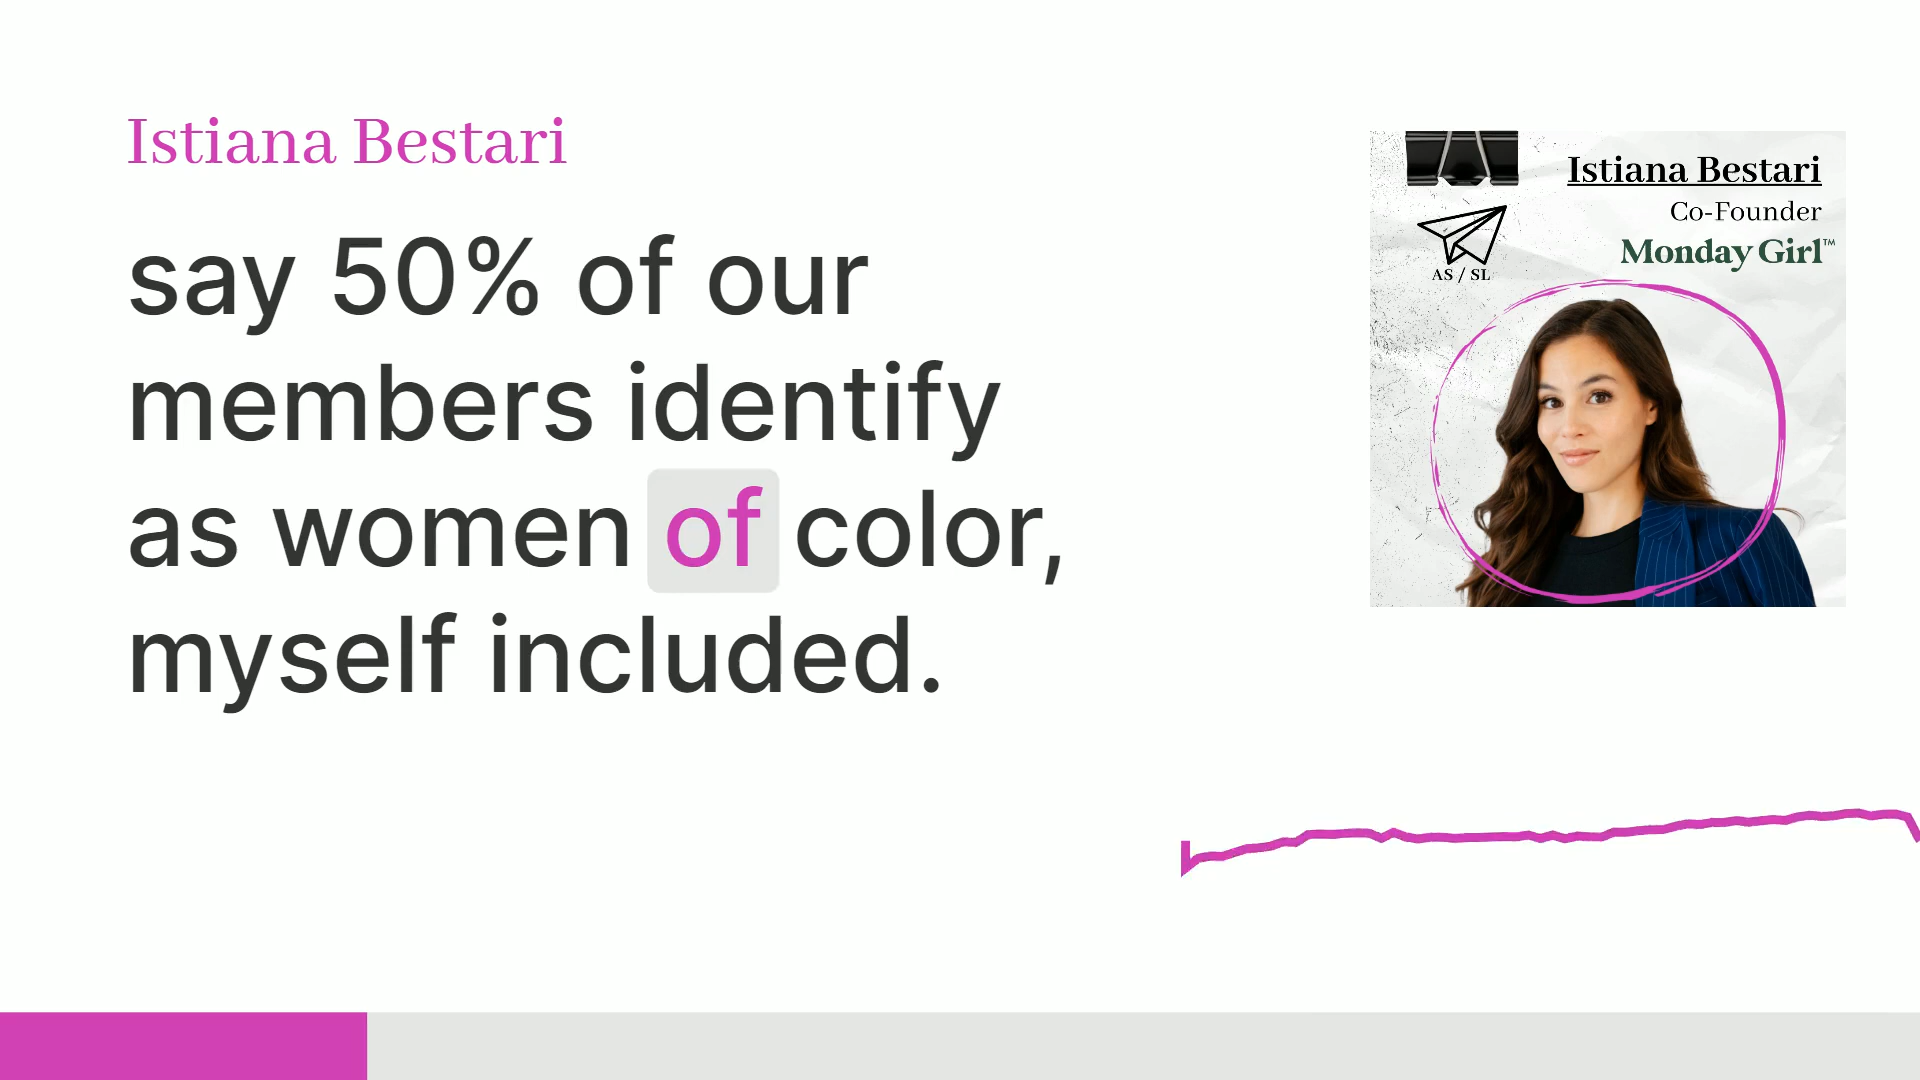 Istiana Bestari
say 50% of our
members identify
as women of color,
myself included.
Istiana Bestari
Co-Founder
Monday Girl™
AS / SL